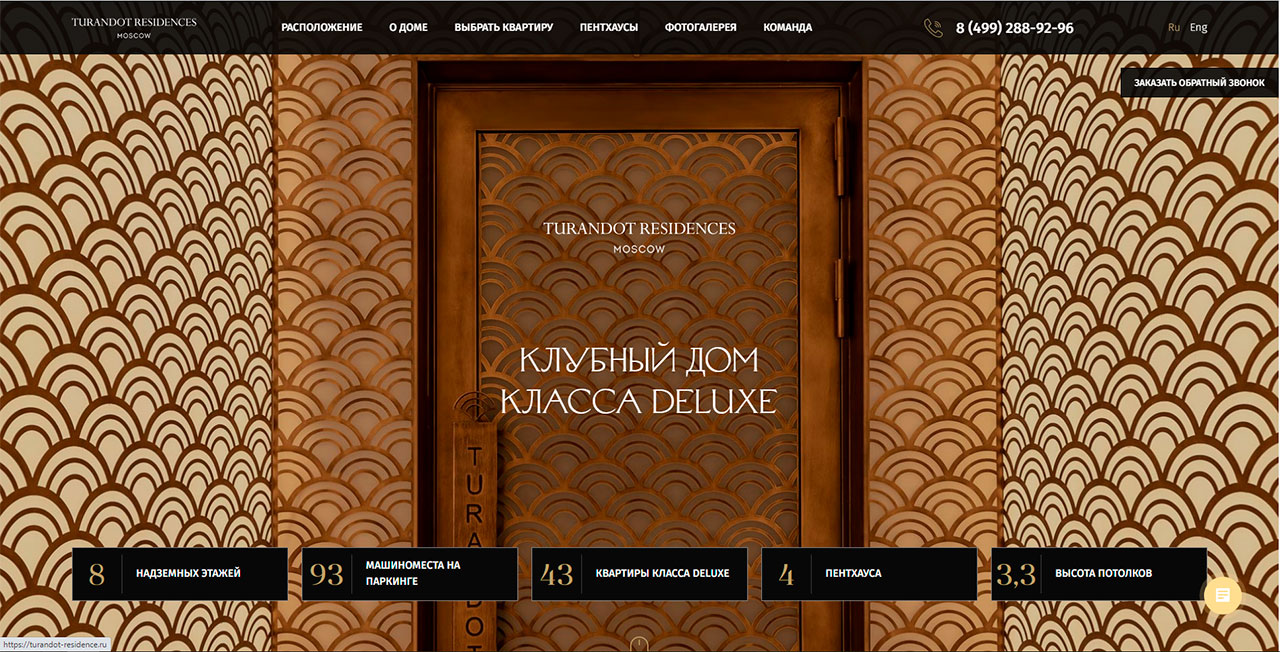 TURANDOT RESIDENCES
MOSCOW
РАСПОЛОЖЕНИЕ О ДОМЕ ВЫБРАТЬ КВАРТИРУ ПЕНТХАУСЫ ФОТОГАЛЕРЕЯ КОМАНДА
8 (499) 288-92-96
Ru Eng
ЗАКАЗАТЬ ОБРАТНЫЙ ЗВОНОК
TURANDOT RESIDENCES
MOSCOW
КЛУБНЫЙ ДОМ
КЛАССА DELUXE
TURANDOT
8 НАДЗЕМНЫХ ЭТАЖЕЙ
93 МАШИНОМЕСТА НА
ПАРКИНГЕ
43 КВАРТИРЫ КЛАССА DELUXE
4 ПЕНТХАУСА
3,3 ВЫСОТА ПОТОЛКОВ
https://turandot-residence.ru